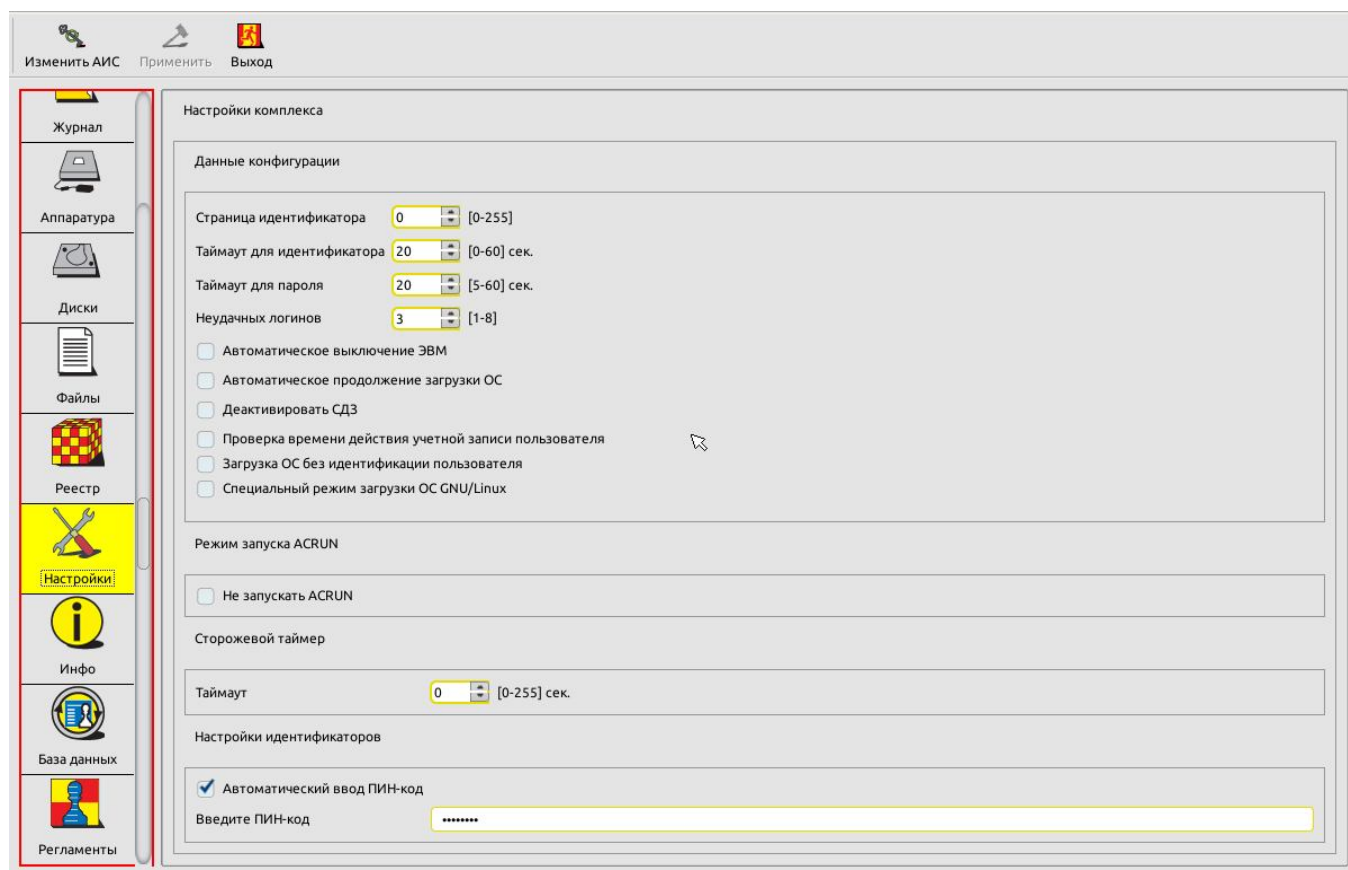 Изменить АИС Применить Выход
Журнал
Аппаратура
Диски
Файлы
Реестр
Настройки
Инфо
База данных
Регламенты
Настройки комплекса
Данные конфигурации
Страница идентификатора 0 [0-255]
Таймаут для идентификатора 20 [0-60] сек.
Таймаут для пароля 20 [5-60] сек.
Неудачных логинов 3 [1-8]
Автоматическое выключение ЭВМ
Автоматическое продолжение загрузки ОС
Деактивировать СДЗ
Проверка времени действия учетной записи пользователя
Загрузка ОС без идентификации пользователя
Специальный режим загрузки ОС GNU/Linux
Режим запуска ACRUN
Не запускать ACRUN
Сторожевой таймер
Таймаут 0 [0-255] сек.
Настройки идентификаторов
Автоматический ввод ПИН-код
Введите ПИН-код ••••••••